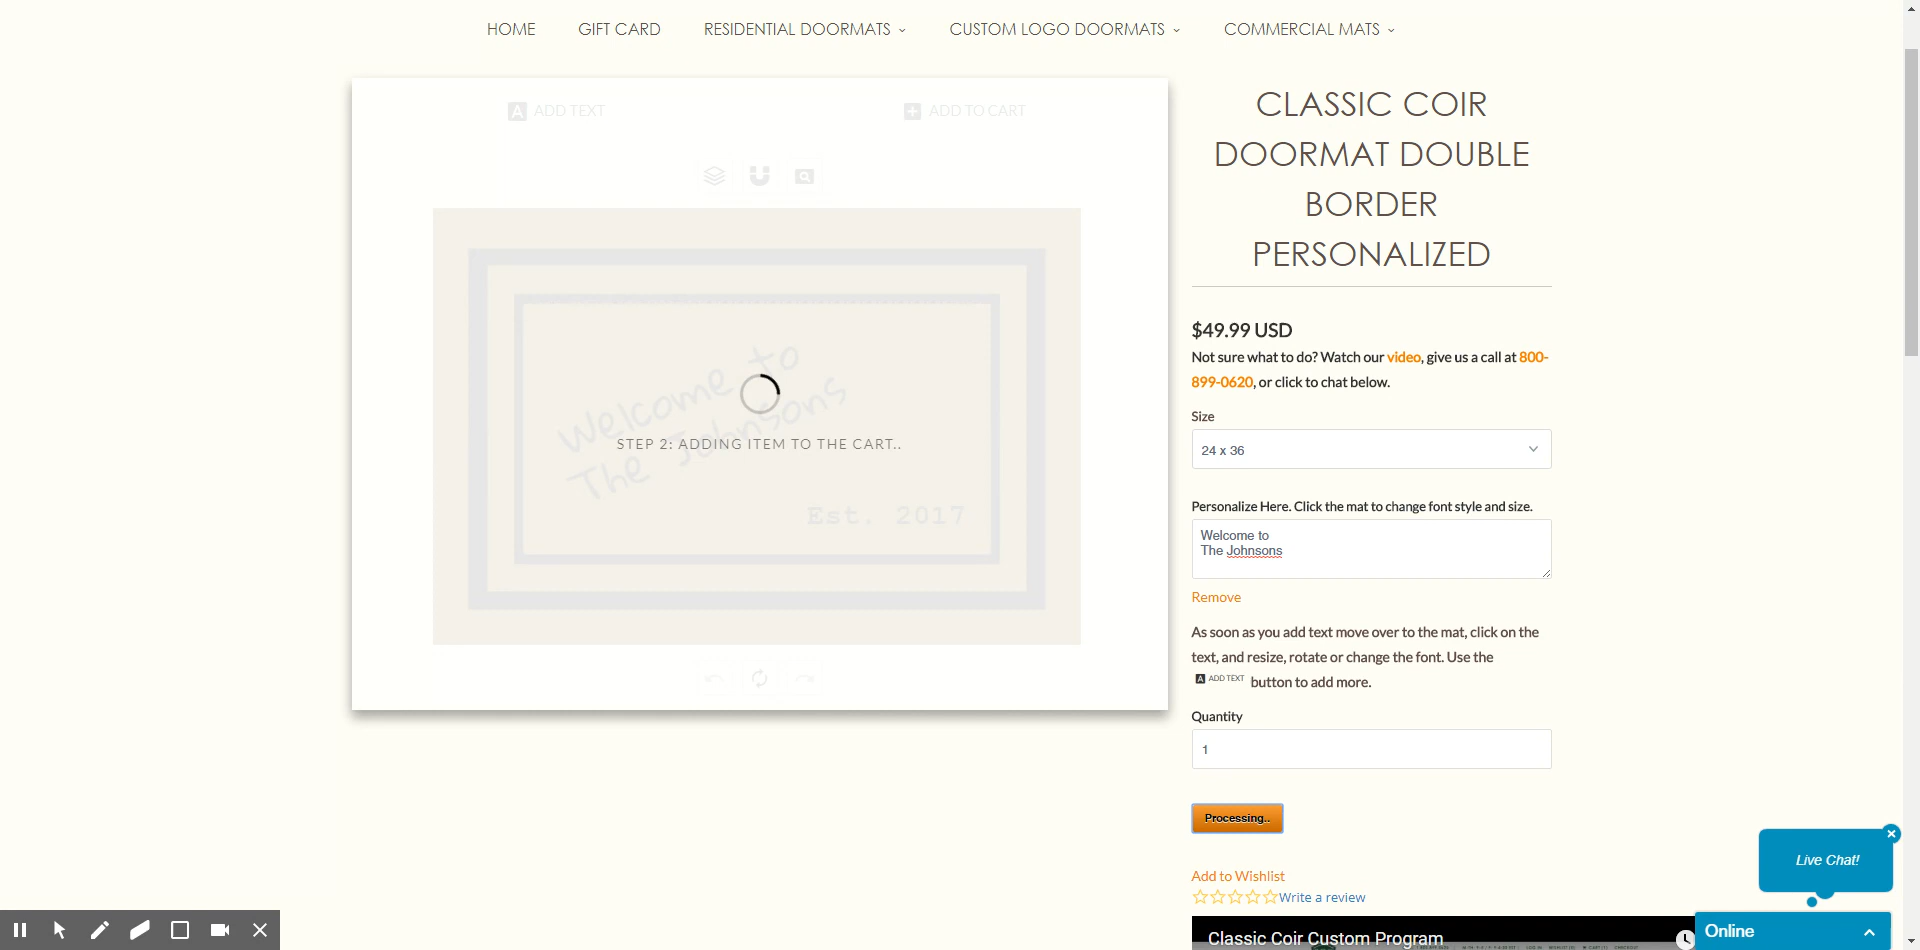 HOME GIFT CARD RESIDENTIAL DOORMATS CUSTOM LOGO DOORMATS COMMERCIAL MATS
A ADD TEXT ADD TO CART
Welcome to
The Johnsons
STEP 2: ADDING ITEM TO THE CART..
Est. 2017
CLASSIC COIR
DOORMAT DOUBLE
BORDER
PERSONALIZED
$49.99 USD
Not sure what to do? Watch our video, give us a call at 800-
899-0620, or click to chat below.
Size
24 x 36
Personalize Here. Click the mat to change font style and size.
Welcome to
The Johnsons
Remove
As soon as you add text move over to the mat, click on the
text, and resize, rotate or change the font. Use the
A ADD TEXT button to add more.
Quantity
1
Processing..
Add to Wishlist
Write a review
Classic Coir Custom Program
Live Chat!
Online